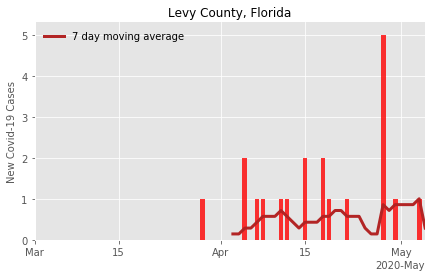 Levy County, Florida
7 day moving average
New Covid-19 Cases
5
4
3
2
1
0
Mar
15
Apr
15
May
2020-May